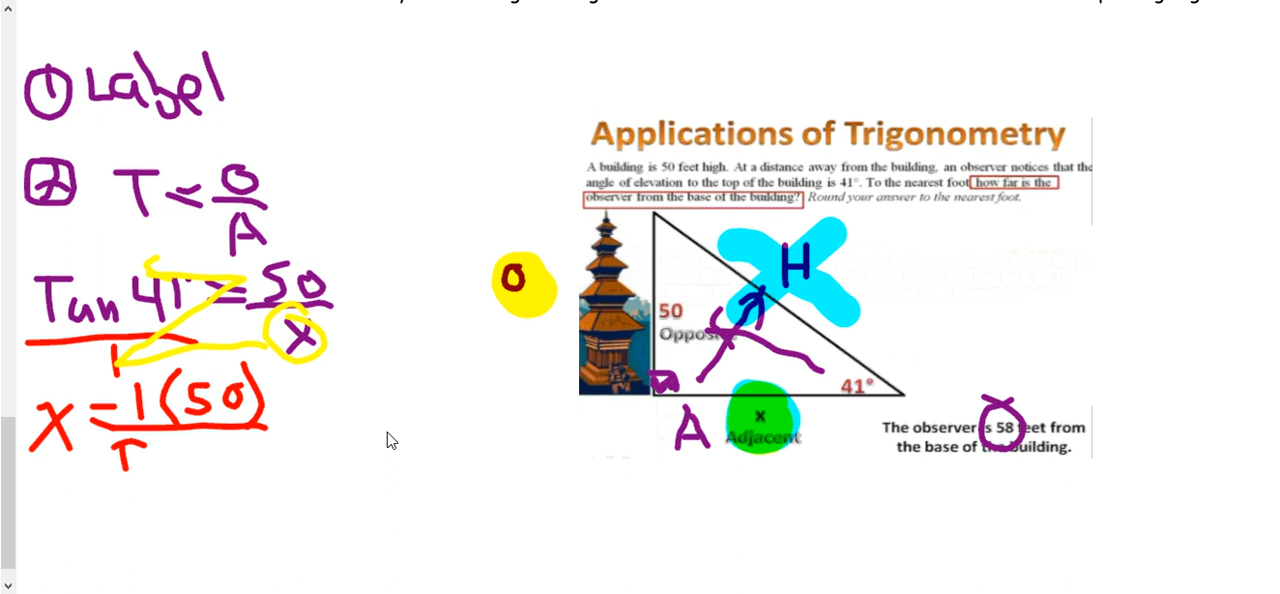 ① Label
② T < O/A
Tan 41° = 50/x
1
X = 1(50)/T
O
Applications of Trigonometry
A building is 50 feet high. At a distance away from the building, an observer notices that the
angle of elevation to the top of the building is 41°. To the nearest foot how far is the
observer from the base of the building? Round your answer to the nearest foot.
H
50
Opposite
41°
A
x
Adjacent
The observer is 58 feet from
the base of the building.